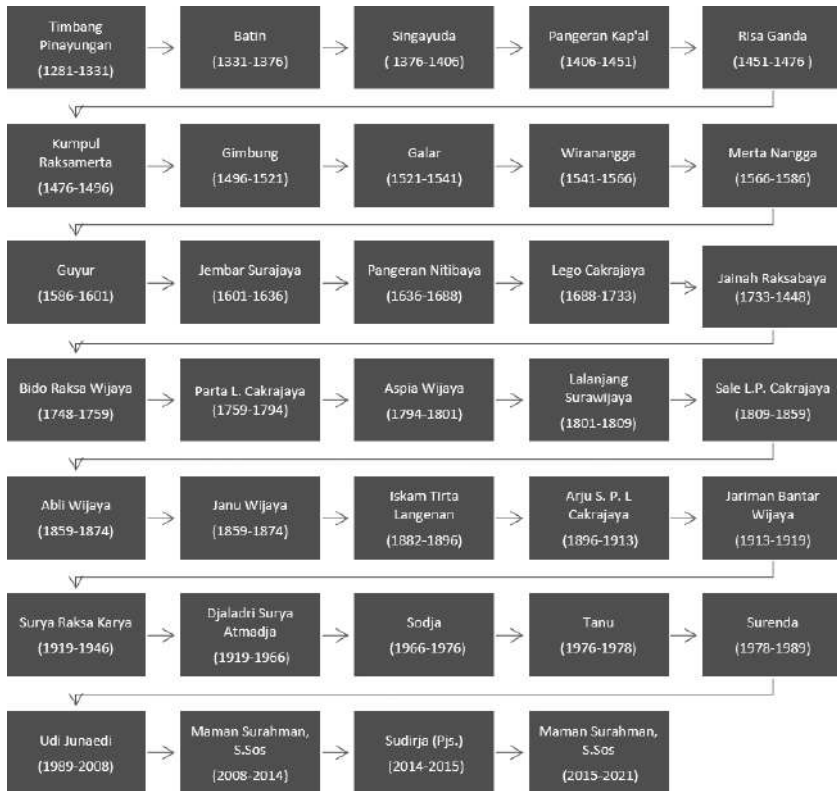 Timbang
Pinayungan
(1281-1331)
Batin
(1331-1376)
Singayuda
( 1376-1406)
Pangeran Kap'al
(1406-1451)
Risa Ganda
(1451-1476 )
Kumpul
Raksamerta
(1476-1496)
Gimbung
(1496-1521)
Galar
(1521-1541)
Wiranangga
(1541-1566)
Merta Nangga
(1566-1586)
Guyur
(1586-1601)
Jembar Surajaya
(1601-1636)
Pangeran Nitibaya
(1636-1688)
Lego Cakrajaya
(1688-1733)
Jainah Raksabaya
(1733-1448)
Bido Raksa Wijaya
(1748-1759)
Parta L. Cakrajaya
(1759-1794)
Aspia Wijaya
(1794-1801)
Lalanjang
Surawijaya
(1801-1809)
Sale L.P. Cakrajaya
(1809-1859)
Abli Wijaya
(1859-1874)
Janu Wijaya
(1859-1874)
Iskam Tirta
Langenan
(1882-1896)
Arju S. P. L
Cakrajaya
(1896-1913)
Jariman Bantar
Wijaya
(1913-1919)
Surya Raksa Karya
(1919-1946)
Djaladri Surya
Atmadja
(1919-1966)
Sodja
(1966-1976)
Tanu
(1976-1978)
Surenda
(1978-1989)
Udi Junaedi
(1989-2008)
Maman Surahman,
S.Sos
(2008-2014)
Sudirja (Pjs.)
(2014-2015)
Maman Surahman,
S.Sos
(2015-2021)